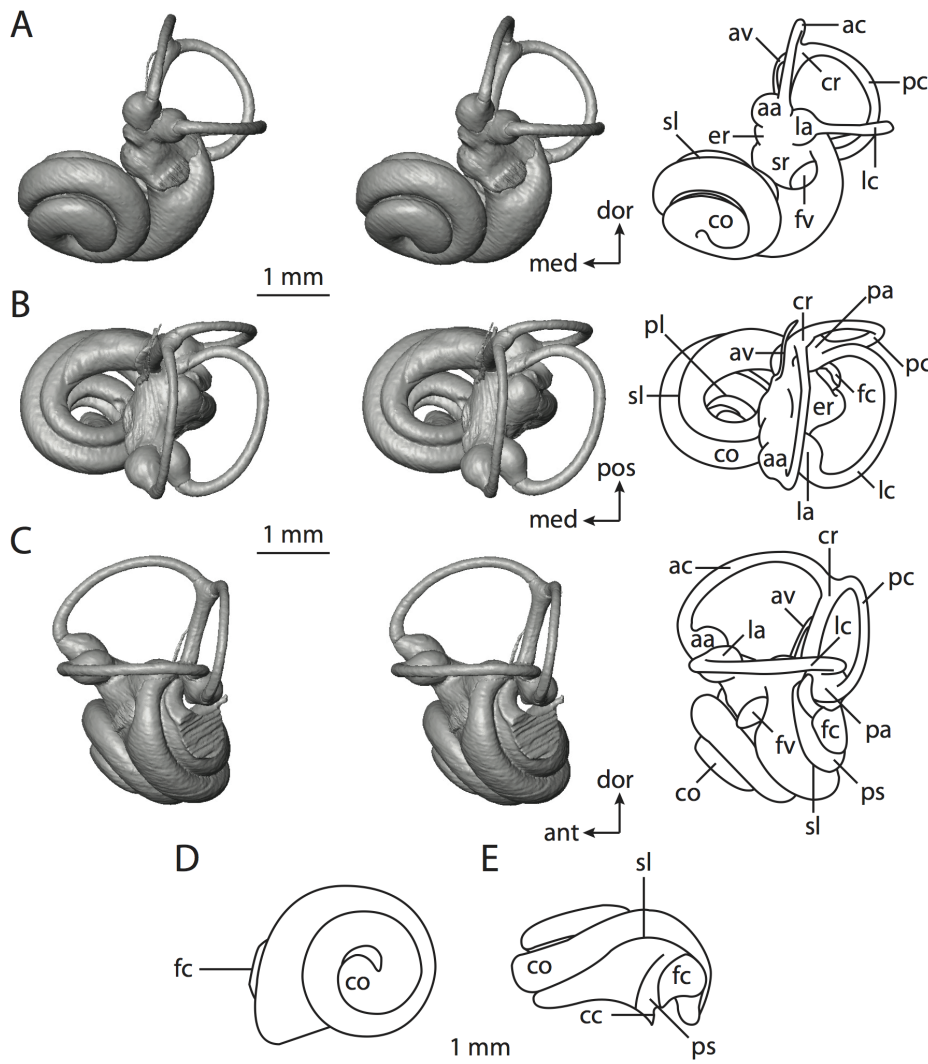 A
av
ac
cr
pc
aa
la
sl
er
sr
lc
co
fv
dor
med
1 mm
B
cr
pa
pl
av
pc
sl
fc
er
co
aa
lc
la
pos
med
1 mm
C
cr
ac
pc
av
lc
aa
la
fv
fc
pa
co
ps
sl
dor
ant
D
E
sl
fc
co
co
fc
cc
ps
1 mm